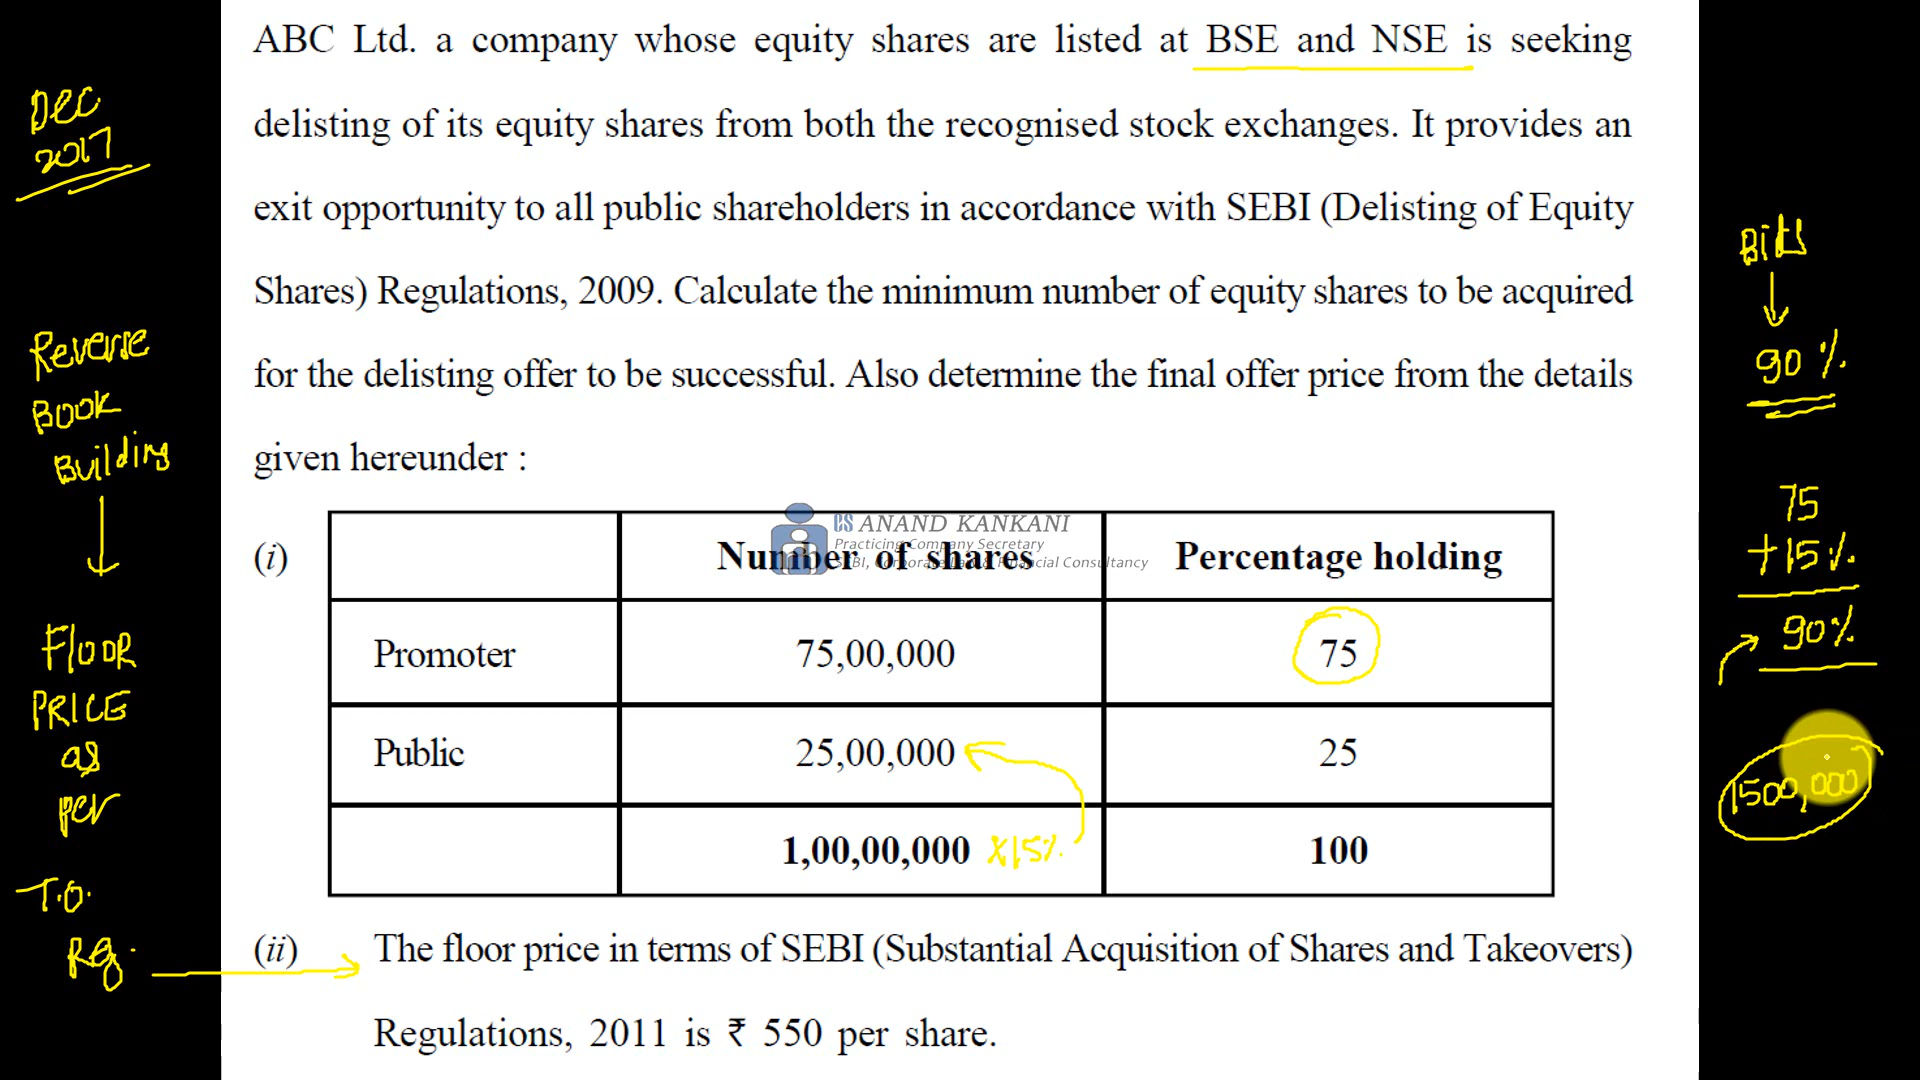 ABC Ltd. a company whose equity shares are listed at BSE and NSE is seeking
delisting of its equity shares from both the recognised stock exchanges. It provides an
exit opportunity to all public shareholders in accordance with SEBI (Delisting of Equity
Shares) Regulations, 2009. Calculate the minimum number of equity shares to be acquired
for the delisting offer to be successful. Also determine the final offer price from the details
given hereunder :
(i)
Number of shares
Percentage holding
Promoter 75,00,000 75
Public 25,00,000 25
1,00,00,000 x15% 100
(ii) The floor price in terms of SEBI (Substantial Acquisition of Shares and Takeovers)
Regulations, 2011 is ₹ 550 per share.
CS ANAND KANKANI
Practicing Company Secretary
SEBI, Corporate Law & Financial Consultancy
DEC
2017
Reverse
BOOK
Building
FLOOR
PRICE
as
per
T.O.
Rg.
Bids
90%
75
+15%
90%
1500,000